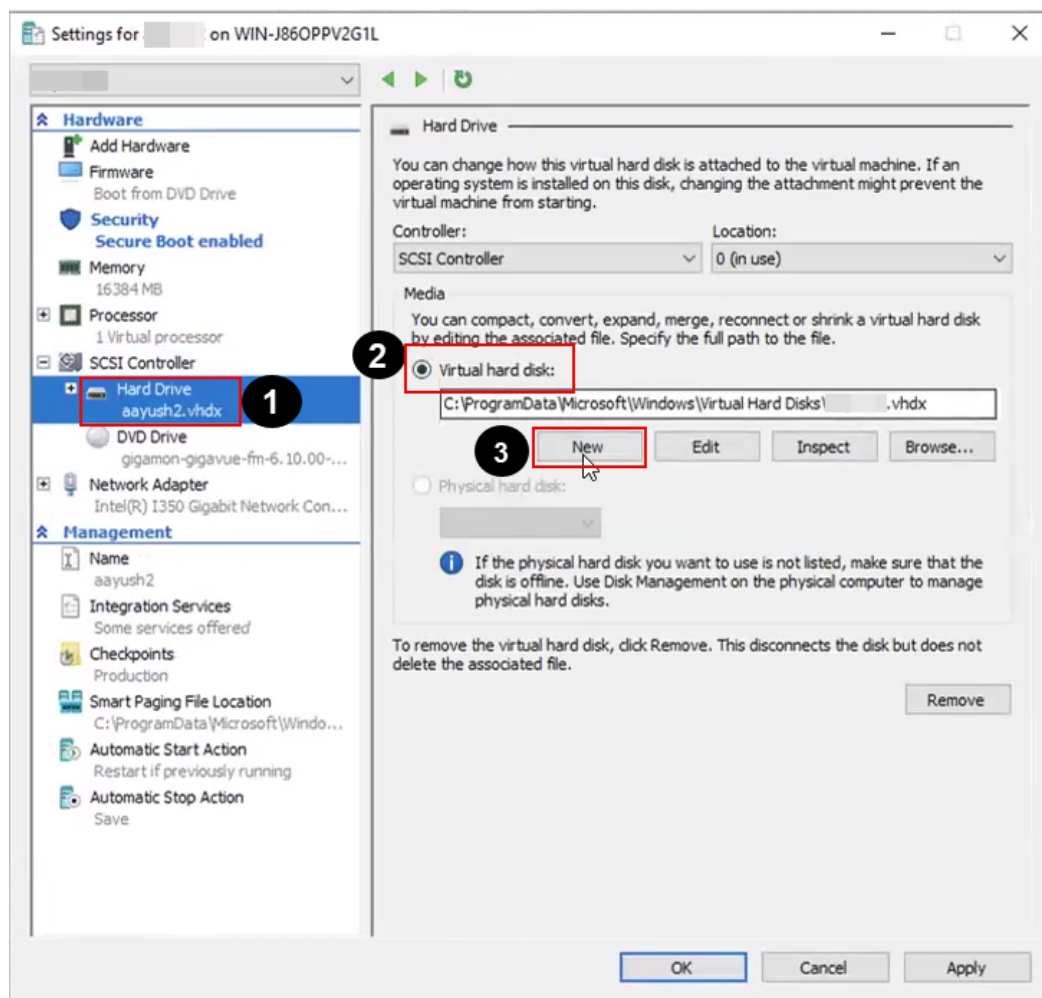 Settings for on WIN-J86OPPV2G1L
Hardware
Add Hardware
Firmware
Boot from DVD Drive
Security
Secure Boot enabled
Memory
16384 MB
Processor
1 Virtual processor
SCSI Controller
Hard Drive
aayush2.vhdx
1
DVD Drive
gigamon-gigavue-fm-6.10.00-...
Network Adapter
Intel(R) I350 Gigabit Network Con...
Management
Name
aayush2
Integration Services
Some services offered
Checkpoints
Production
Smart Paging File Location
C:\ProgramData\Microsoft\Windo...
Automatic Start Action
Restart if previously running
Automatic Stop Action
Save
Hard Drive
You can change how this virtual hard disk is attached to the virtual machine. If an
operating system is installed on this disk, changing the attachment might prevent the
virtual machine from starting.
Controller:
Location:
SCSI Controller
0 (in use)
Media
You can compact, convert, expand, merge, reconnect or shrink a virtual hard disk
by editing the associated file. Specify the full path to the file.
2
Virtual hard disk:
C:\ProgramData\Microsoft\Windows\Virtual Hard Disks\ .vhdx
3
New
Edit
Inspect
Browse...
Physical hard disk:
If the physical hard disk you want to use is not listed, make sure that the
disk is offline. Use Disk Management on the physical computer to manage
physical hard disks.
To remove the virtual hard disk, click Remove. This disconnects the disk but does not
delete the associated file.
Remove
OK
Cancel
Apply